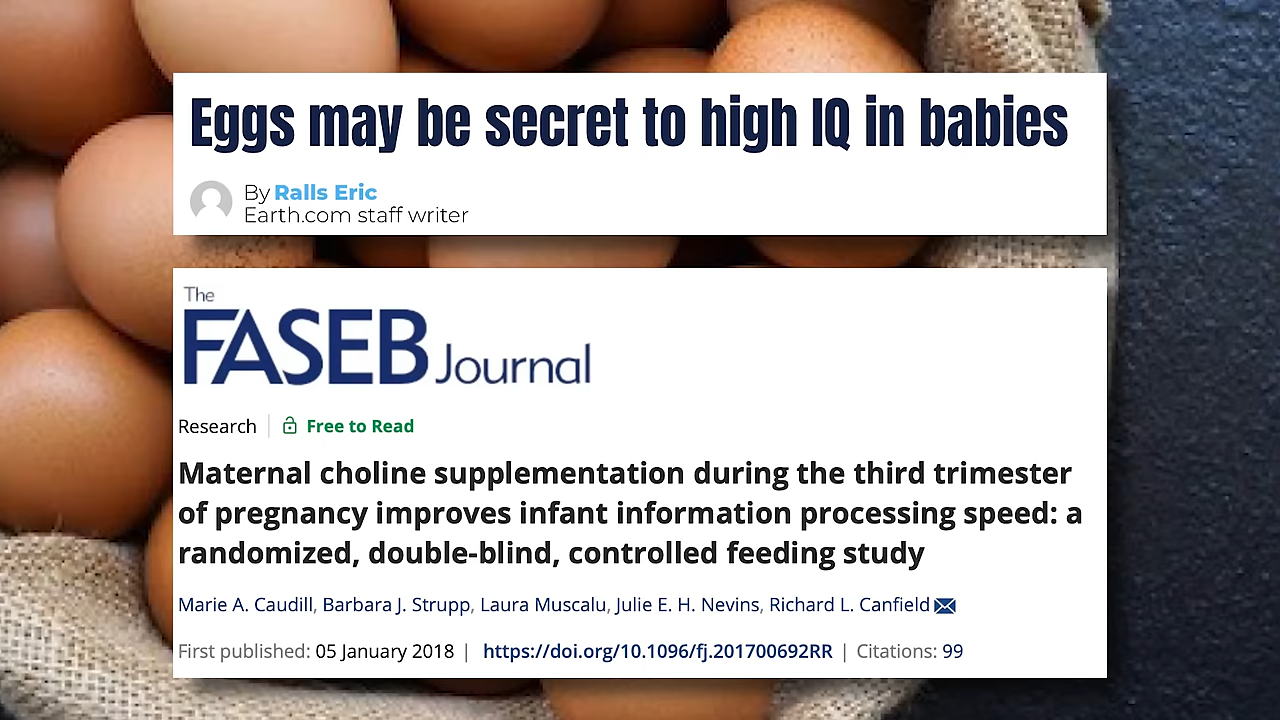 Eggs may be secret to high IQ in babies
By Ralls Eric
Earth.com staff writer
The
FASEB Journal
Research | Free to Read
Maternal choline supplementation during the third trimester
of pregnancy improves infant information processing speed: a
randomized, double-blind, controlled feeding study
Marie A. Caudill, Barbara J. Strupp, Laura Muscalu, Julie E. H. Nevins, Richard L. Canfield
First published: 05 January 2018 | https://doi.org/10.1096/fj.201700692RR | Citations: 99